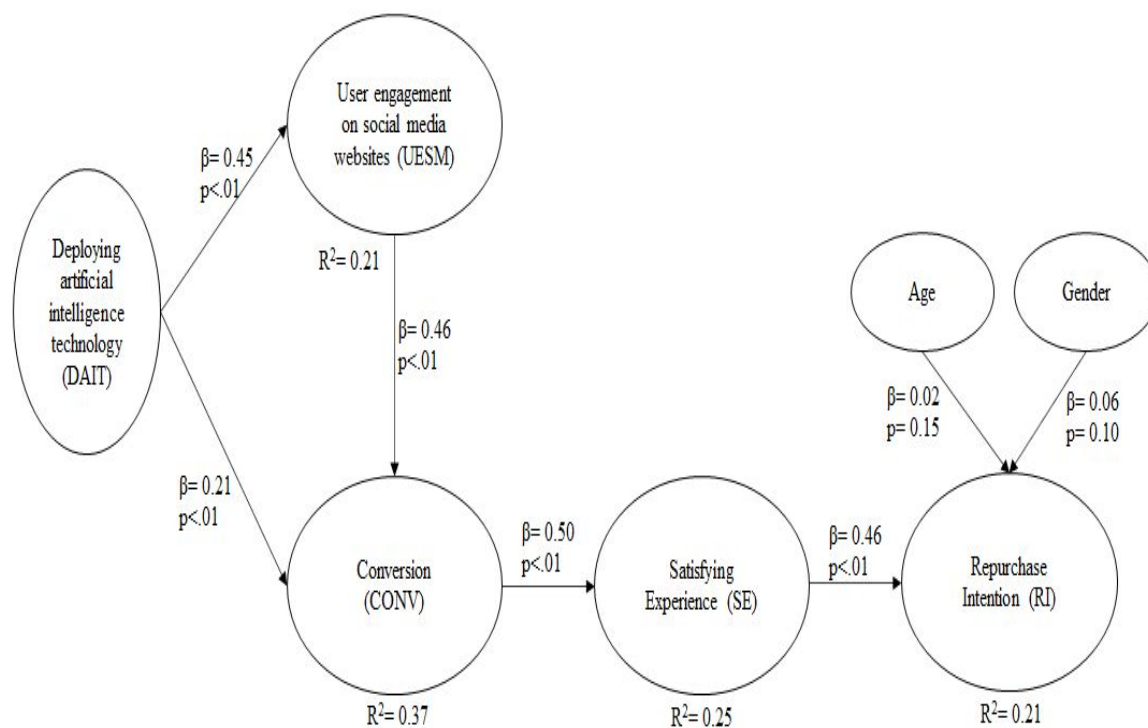 User engagement
on social media
websites (UESM)
β= 0.45
p<.01
R²= 0.21
Deploying
artificial
intelligence
technology
(DAIT)
β= 0.46
p<.01
Age
Gender
β= 0.02
p= 0.15
β= 0.06
p= 0.10
β= 0.21
p<.01
Conversion
(CONV)
R²= 0.37
β= 0.50
p<.01
Satisfying
Experience (SE)
R²= 0.25
β= 0.46
p<.01
Repurchase
Intention (RI)
R²= 0.21